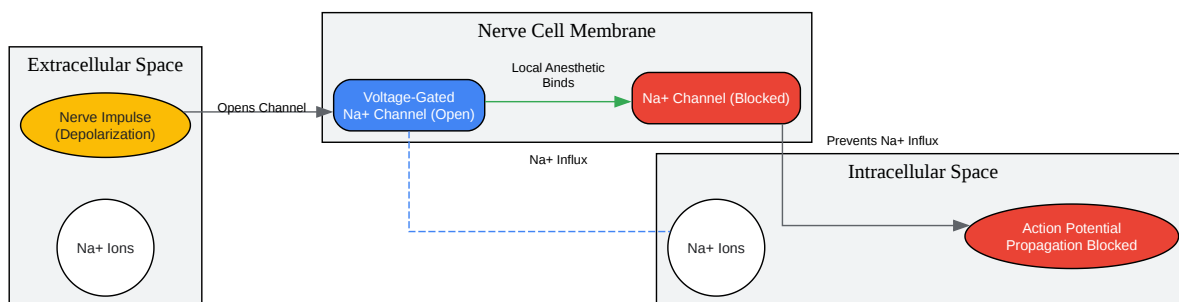 Nerve Cell Membrane
Extracellular Space
Nerve Impulse
(Depolarization)
Opens Channel
Voltage-Gated
Na+ Channel (Open)
Local Anesthetic
Binds
Na+ Channel (Blocked)
Na+ Influx
Prevents Na+ Influx
Intracellular Space
Na+ Ions
Na+ Ions
Action Potential
Propagation Blocked